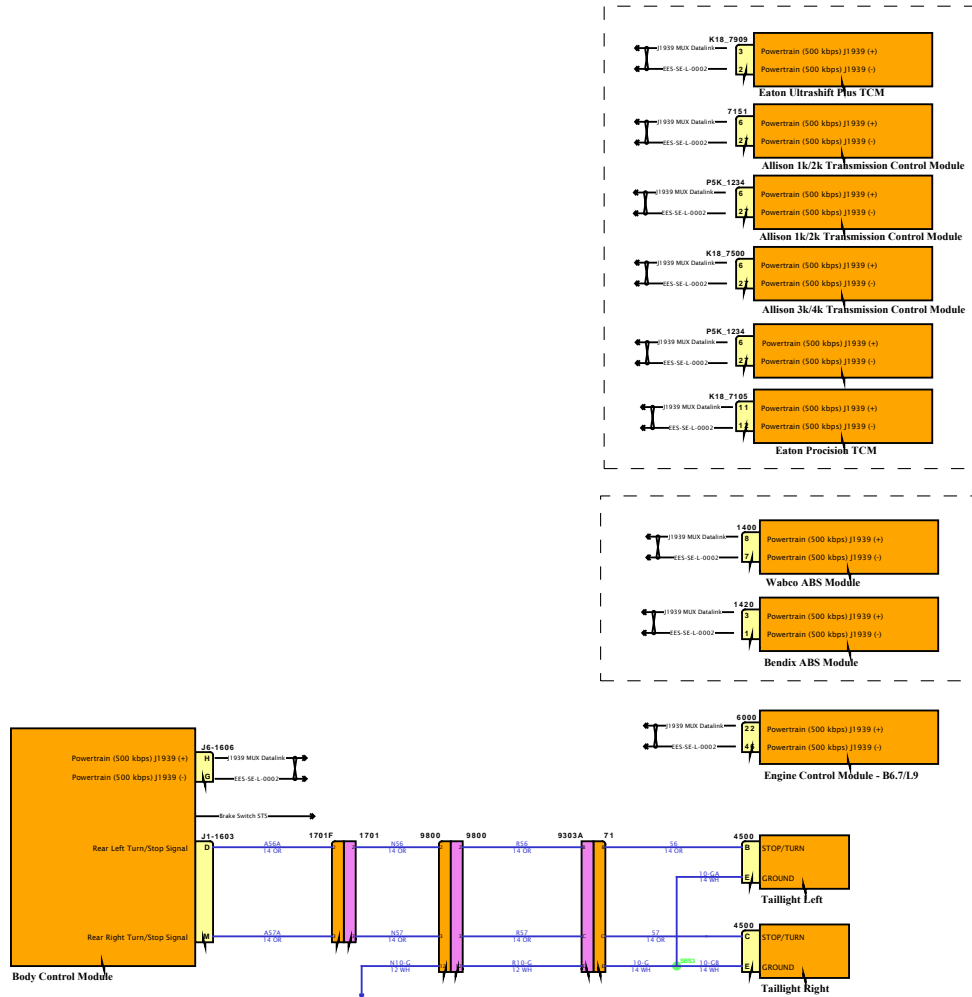 K18_7909
J1939 MUX Datalink 3 Powertrain (500 kbps) J1939 (+)
EES-SE-L-0002 2 Powertrain (500 kbps) J1939 (-)
Eaton Ultrashift Plus TCM
7151
J1939 MUX Datalink 6 Powertrain (500 kbps) J1939 (+)
EES-SE-L-0002 27 Powertrain (500 kbps) J1939 (-)
Allison 1k/2k Transmission Control Module
P5K_1234
J1939 MUX Datalink 6 Powertrain (500 kbps) J1939 (+)
EES-SE-L-0002 27 Powertrain (500 kbps) J1939 (-)
Allison 1k/2k Transmission Control Module
K18_7500
J1939 MUX Datalink 6 Powertrain (500 kbps) J1939 (+)
EES-SE-L-0002 27 Powertrain (500 kbps) J1939 (-)
Allison 3k/4k Transmission Control Module
P5K_1234
J1939 MUX Datalink 6 Powertrain (500 kbps) J1939 (+)
EES-SE-L-0002 27 Powertrain (500 kbps) J1939 (-)
K18_7105
J1939 MUX Datalink 11 Powertrain (500 kbps) J1939 (+)
EES-SE-L-0002 12 Powertrain (500 kbps) J1939 (-)
Eaton Procision TCM
1400
J1939 MUX Datalink 8 Powertrain (500 kbps) J1939 (+)
EES-SE-L-0002 7 Powertrain (500 kbps) J1939 (-)
Wabco ABS Module
1420
J1939 MUX Datalink 3 Powertrain (500 kbps) J1939 (+)
EES-SE-L-0002 1 Powertrain (500 kbps) J1939 (-)
Bendix ABS Module
6000
J1939 MUX Datalink 22 Powertrain (500 kbps) J1939 (+)
EES-SE-L-0002 46 Powertrain (500 kbps) J1939 (-)
Engine Control Module - B6.7/L9
J6-1606
Powertrain (500 kbps) J1939 (+) H J1939 MUX Datalink
Powertrain (500 kbps) J1939 (-) G EES-SE-L-0002
Brake Switch STS
J1-1603 1701F 1701 9800 9800 9303A 71 4500
Rear Left Turn/Stop Signal D A56A N56 R56 56 B STOP/TURN
14 OR 14 OR 14 OR 14 OR
10-GA E GROUND
14 WH
Taillight Left
4500
Rear Right Turn/Stop Signal M A57A N57 R57 57 C STOP/TURN
14 OR 14 OR 14 OR 14 OR
N10-G R10-G 10-G 10-GB E GROUND
12 WH 12 WH 14 WH 14 WH
Body Control Module
Taillight Right